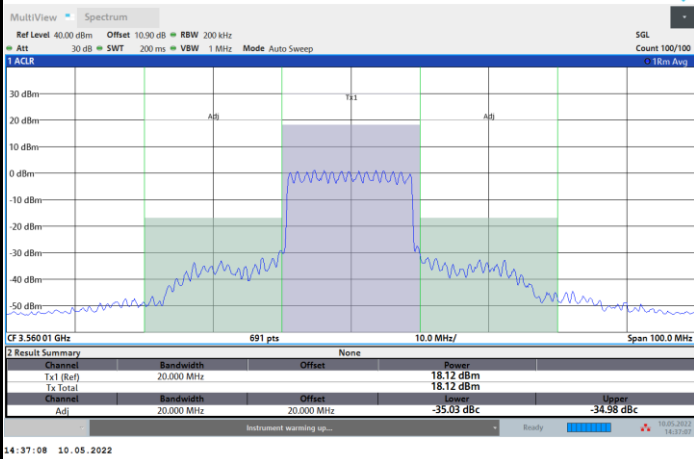 MultiView Spectrum
Ref Level 40.00 dBm Offset 10.90 dB RBW 200 kHz SGL
Att 30 dB SWT 200 ms VBW 1 MHz Mode Auto Sweep Count 100/100
1 ACLR 1Rm Avg
30 dBm
Tx1
20 dBm Adj Adj
10 dBm
0 dBm
-10 dBm
-20 dBm
-30 dBm
-40 dBm
-50 dBm
CF 3.56001 GHz 691 pts 10.0 MHz/ Span 100.0 MHz
2 Result Summary None
Channel Bandwidth Offset Power
Tx1 (Ref) 20.000 MHz 18.12 dBm
Tx Total 18.12 dBm
Channel Bandwidth Offset Lower Upper
Adj 20.000 MHz 20.000 MHz -35.03 dBc -34.98 dBc
Instrument warming up... Ready 10.05.2022
14:37:07
14:37:08 10.05.2022